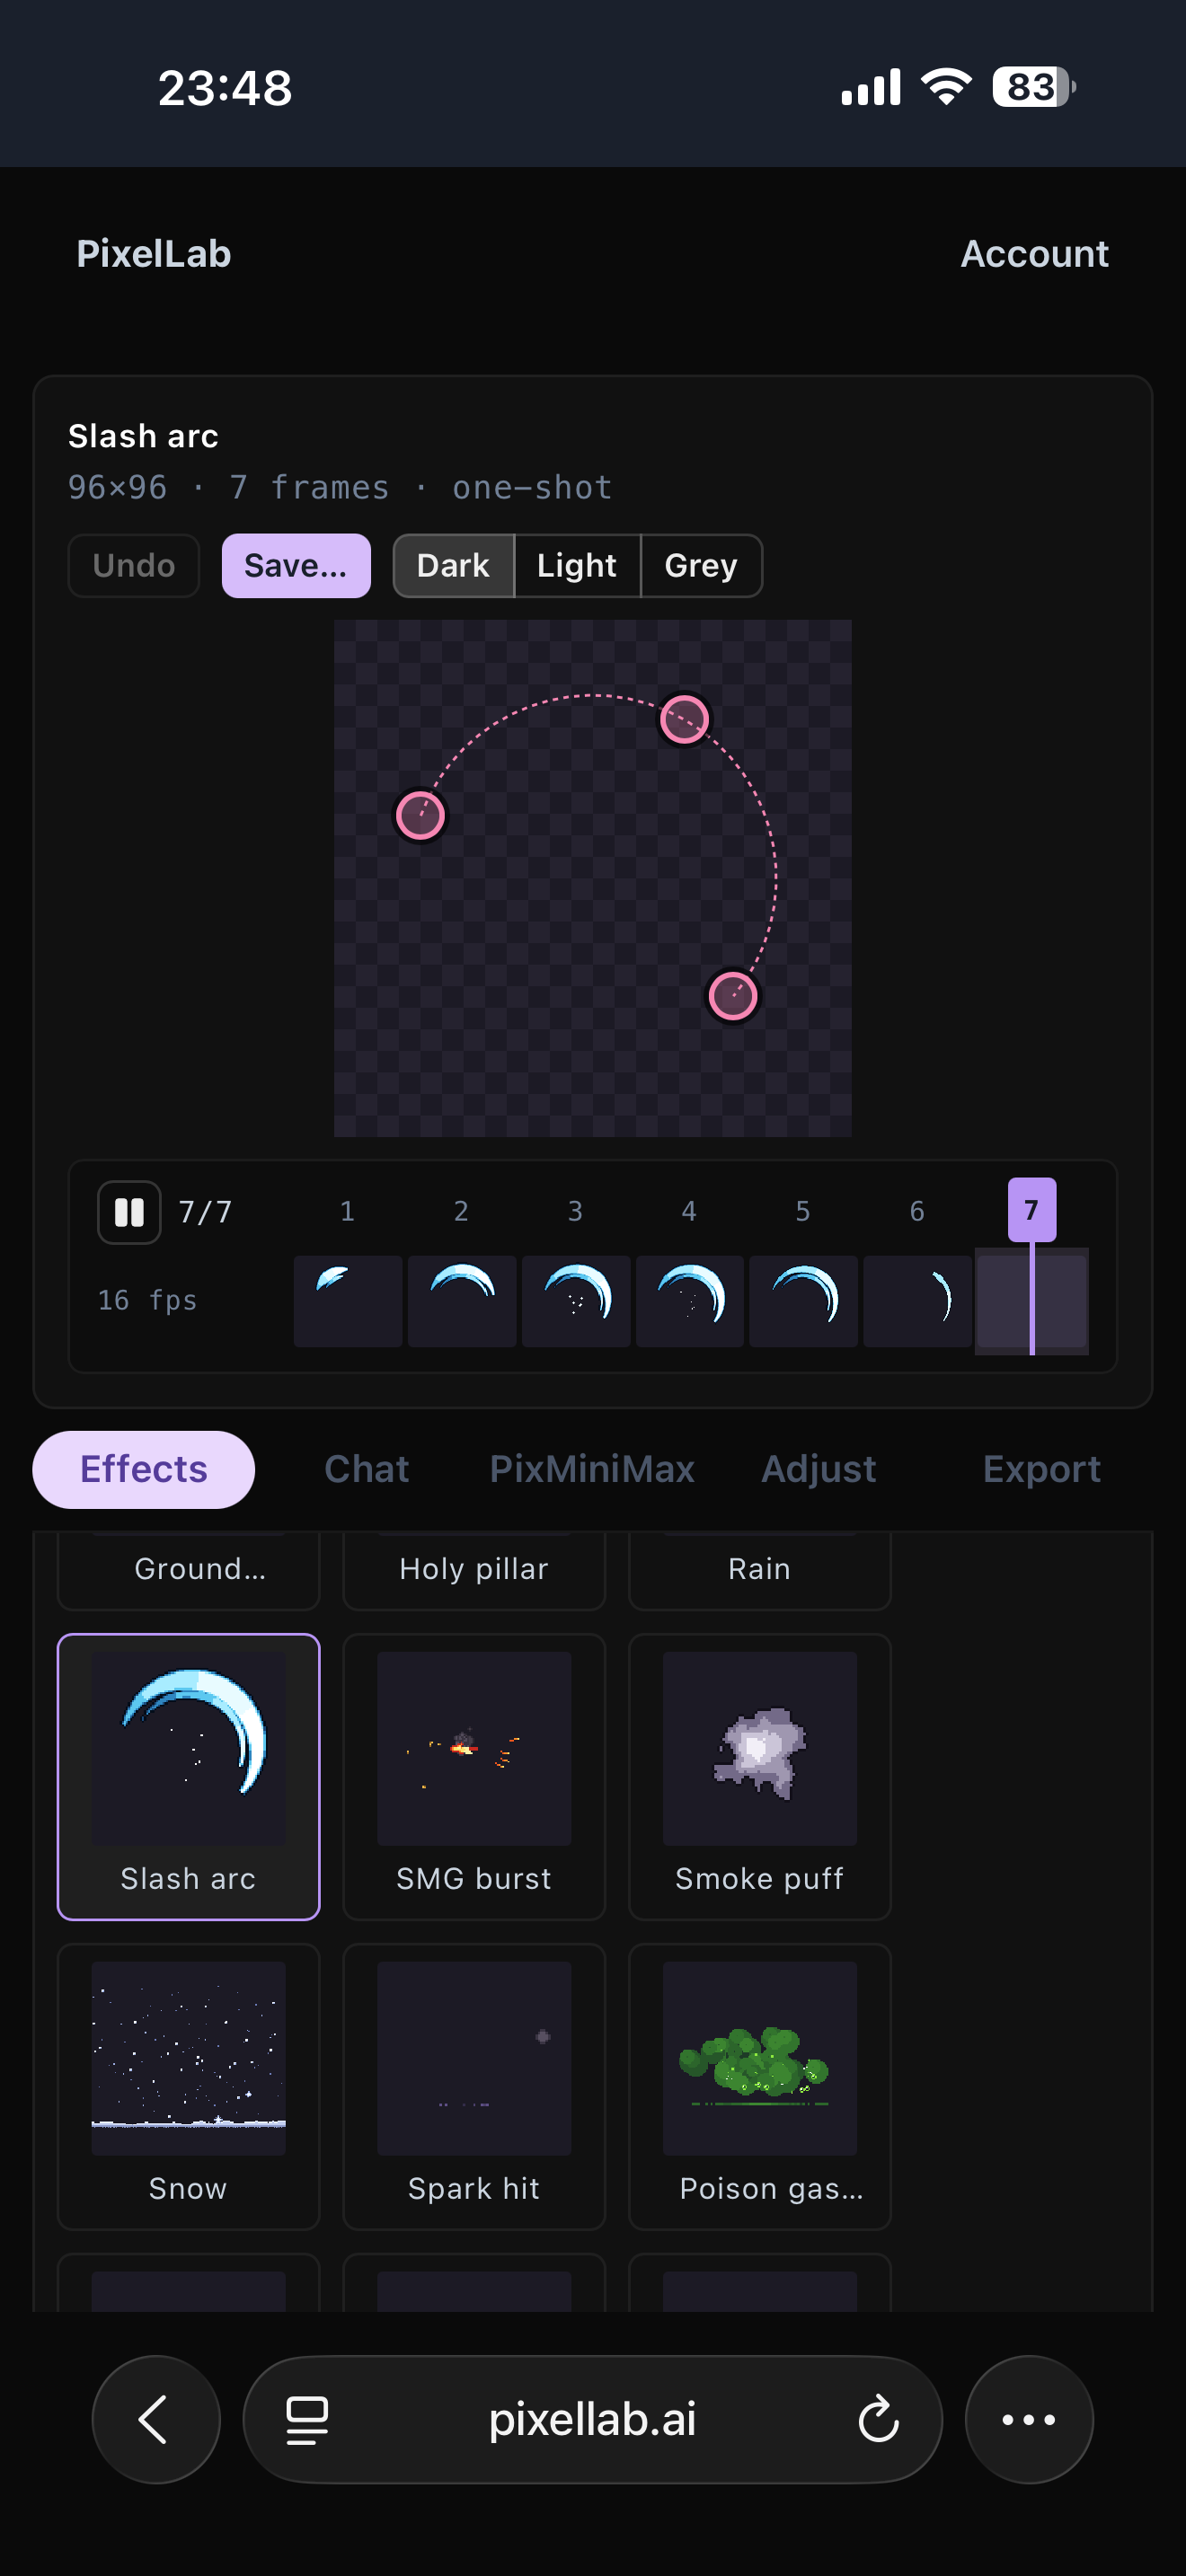 23:48
83
PixelLab
Account
Slash arc
96×96 · 7 frames · one-shot
Undo
Save...
Dark
Light
Grey
7/7
1
2
3
4
5
6
7
16 fps
Effects
Chat
PixMiniMax
Adjust
Export
Ground...
Holy pillar
Rain
Slash arc
SMG burst
Smoke puff
Snow
Spark hit
Poison gas...
pixellab.ai